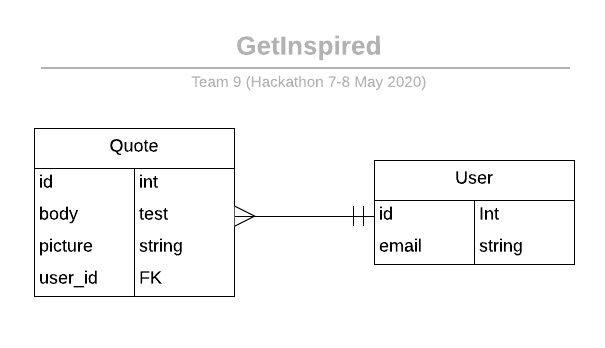 GetInspired
Team 9 (Hackathon 7-8 May 2020)
Quote
id int
body test
picture string
user_id FK
User
id Int
email string